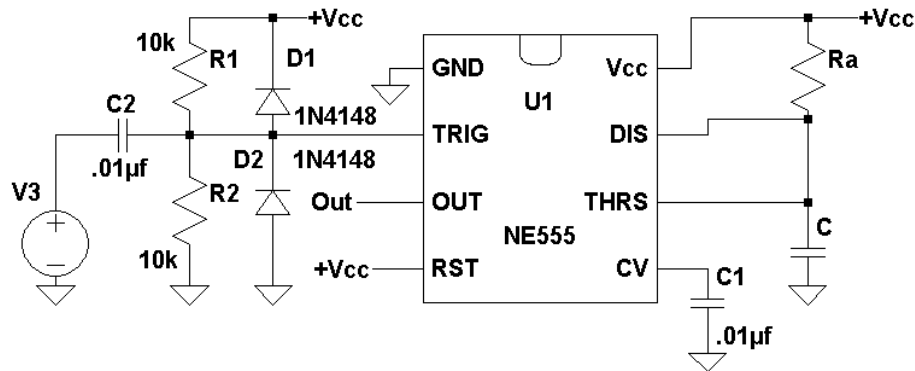 +Vcc
+Vcc
10k
R1
D1
GND
Vcc
Ra
U1
C2
1N4148
TRIG
DIS
.01µf
D2
1N4148
V3
R2
Out
OUT
THRS
C
NE555
10k
+Vcc
RST
CV
C1
.01µf